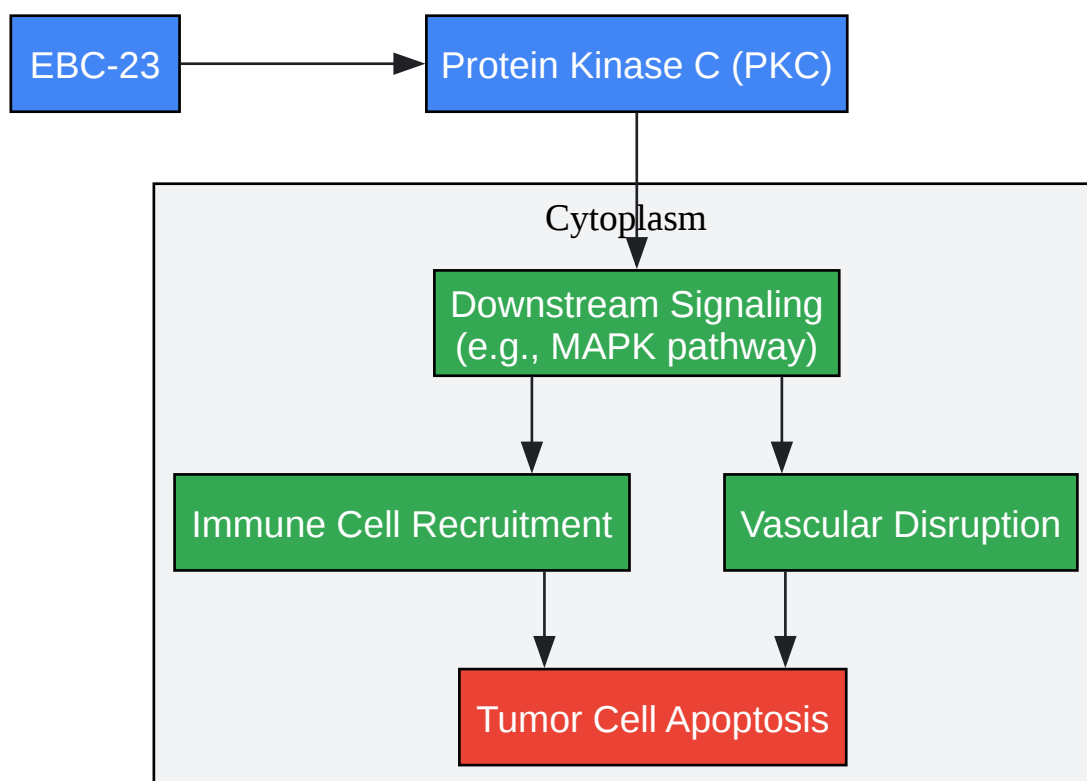 EBC-23
Protein Kinase C (PKC)
Cytoplasm
Downstream Signaling
(e.g., MAPK pathway)
Immune Cell Recruitment
Vascular Disruption
Tumor Cell Apoptosis